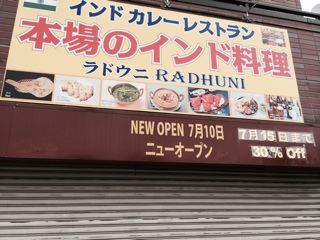 インド カレーレストラン
本場のインド料理
ラドウニ RADHUNI
NEW OPEN 7月10日
ニューオープン
7月15日まで
30% Off